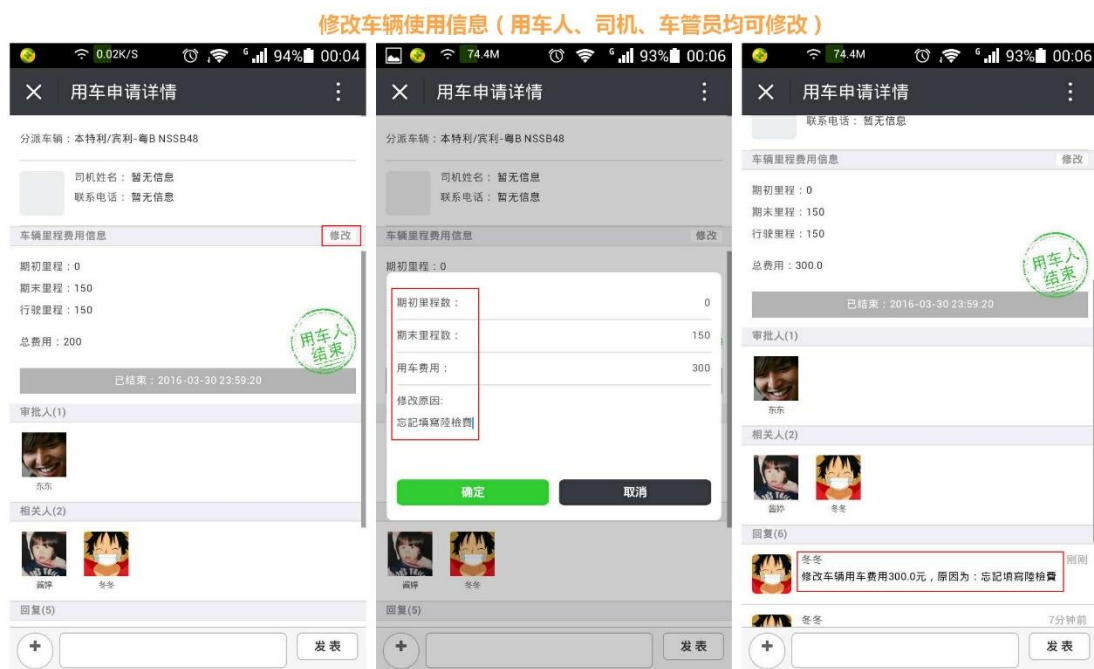 修改车辆使用信息（用车人、司机、车管员均可修改）
0.02K/S 94% 00:04
用车申请详情
分派车辆：本特利/宾利-粤B NSSB48
司机姓名： 暂无信息
联系电话： 暂无信息
车辆里程费用信息 修改
期初里程：0
期末里程：150
行驶里程：150
总费用：200
用车人
结束
已结束：2016-03-30 23:59:20
审批人(1)
东东
相关人(2)
冬冬
回复(5)
发表
74.4M 93% 00:06
用车申请详情
分派车辆：本特利/宾利-粤B NSSB48
司机姓名： 暂无信息
联系电话： 暂无信息
车辆里程费用信息 修改
期初里程：0
期初里程数： 0
期末里程数： 150
用车费用： 300
修改原因:
忘記填寫陸檢費
确定 取消
冬冬
回复(5)
发表
74.4M 93% 00:06
用车申请详情
联系电话： 暂无信息
车辆里程费用信息 修改
期初里程：0
期末里程：150
行驶里程：150
总费用：300.0
用车人
结束
已结束：2016-03-30 23:59:20
审批人(1)
东东
相关人(2)
冬冬
回复(6)
冬冬 刚刚
修改车辆用车费用300.0元，原因为：忘記填寫陸檢費
冬冬 7分钟前
发表